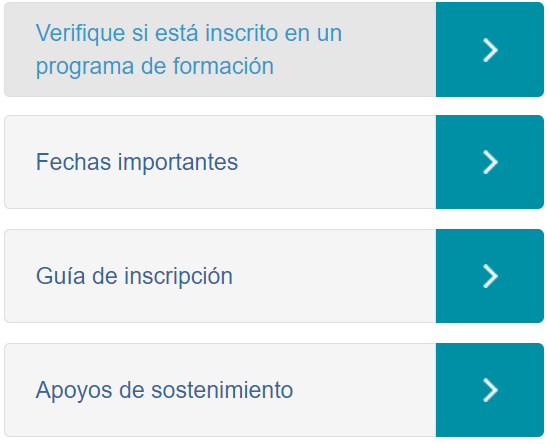 Verifique si está inscrito en un
programa de formación
Fechas importantes
Guía de inscripción
Apoyos de sostenimiento